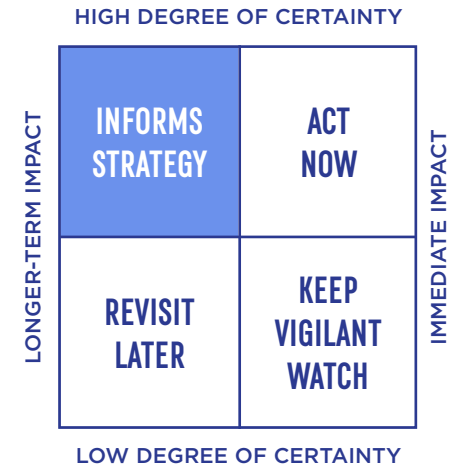 HIGH DEGREE OF CERTAINTY
LONGER-TERM IMPACT
INFORMS
STRATEGY
ACT
NOW
IMMEDIATE IMPACT
REVISIT
LATER
KEEP
VIGILANT
WATCH
LOW DEGREE OF CERTAINTY